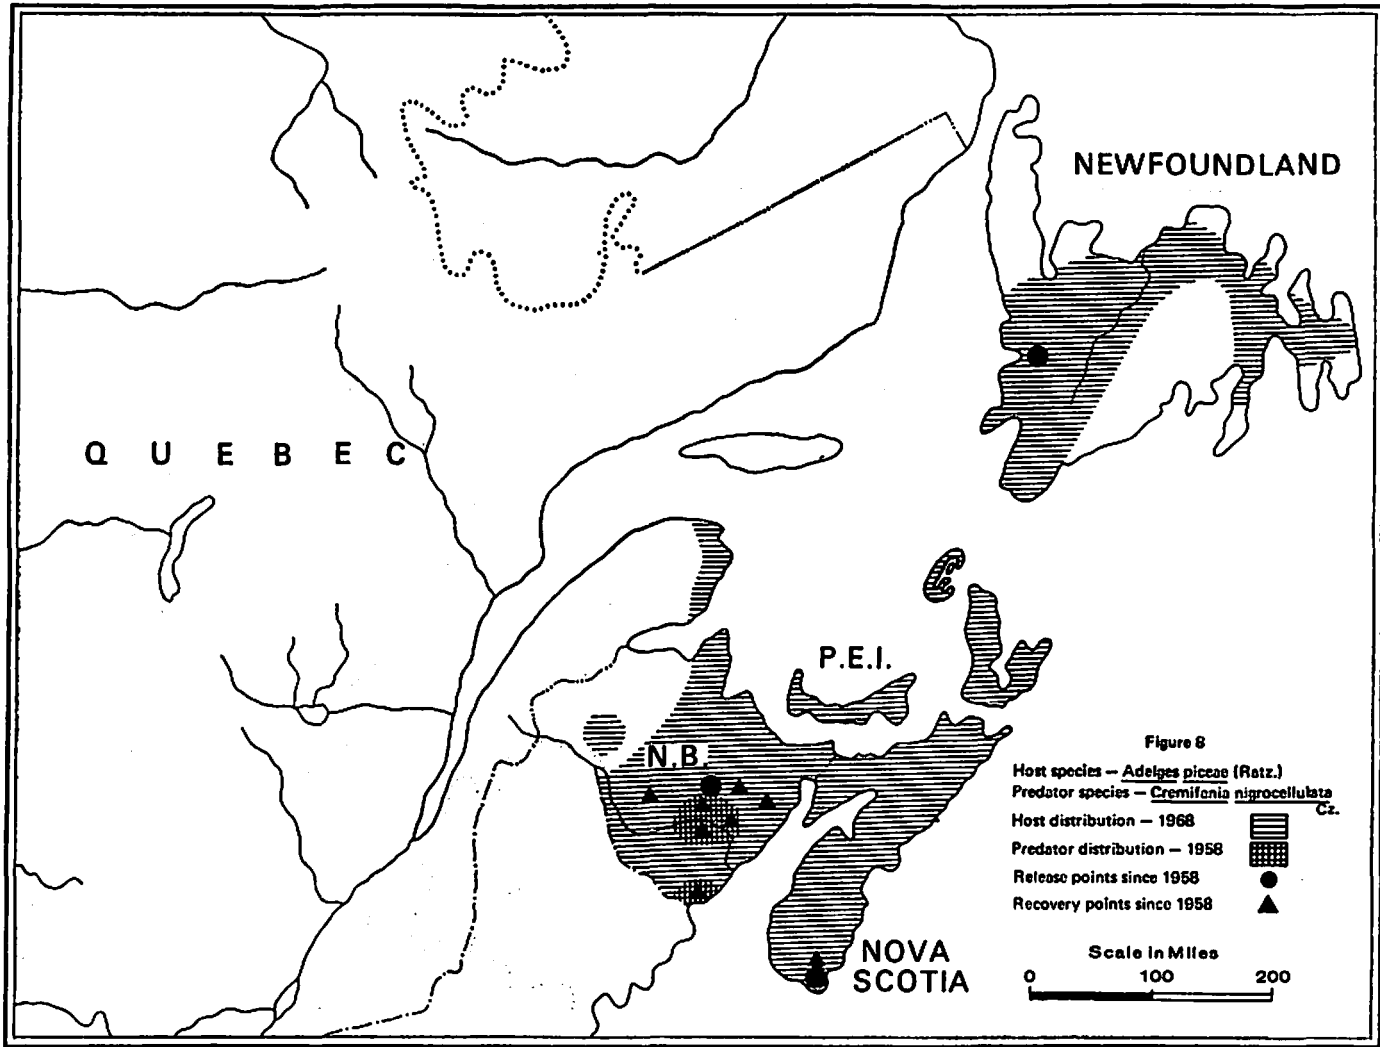 NEWFOUNDLAND
QUEBEC
P.E.I.
N.B.
NOVA
SCOTIA
Figure 8
Host species — Adelges piceae (Ratz.)
Predator species — Cremifania nigrocellulata
Cz.
Host distribution — 1968
Predator distribution — 1958
Release points since 1958
Recovery points since 1958
Scale in Miles
0 100 200